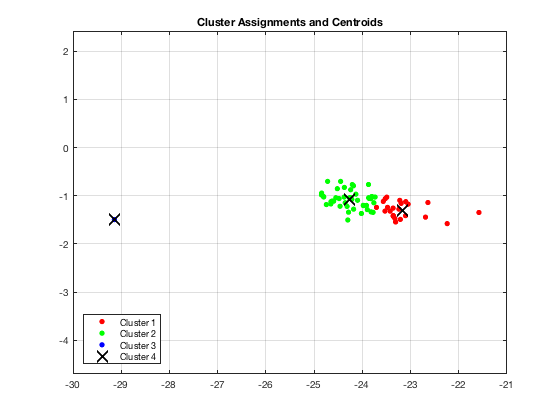 Cluster Assignments and Centroids
2
1
0
-1
-2
-3
-4
Cluster 1
Cluster 2
Cluster 3
Cluster 4
-30 -29 -28 -27 -26 -25 -24 -23 -22 -21